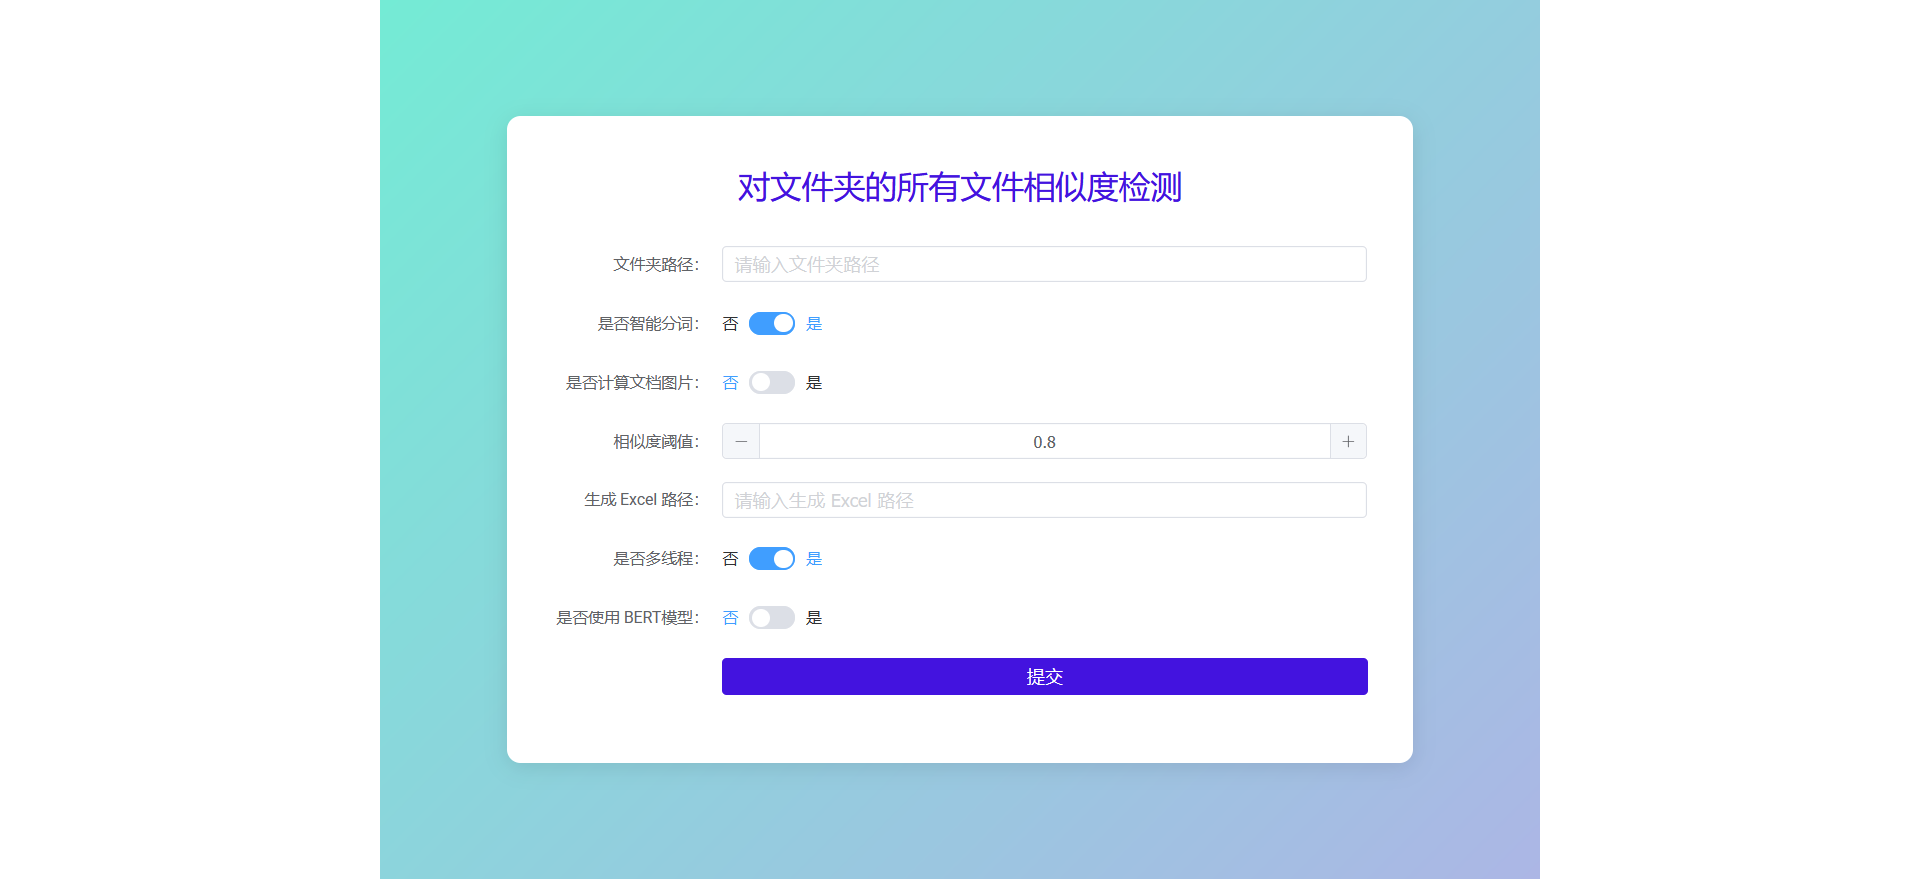 对文件夹的所有文件相似度检测
文件夹路径： 请输入文件夹路径
是否智能分词： 否 是
是否计算文档图片： 否 是
相似度阈值： 0.8
生成 Excel 路径： 请输入生成 Excel 路径
是否多线程： 否 是
是否使用 BERT模型： 否 是
提交